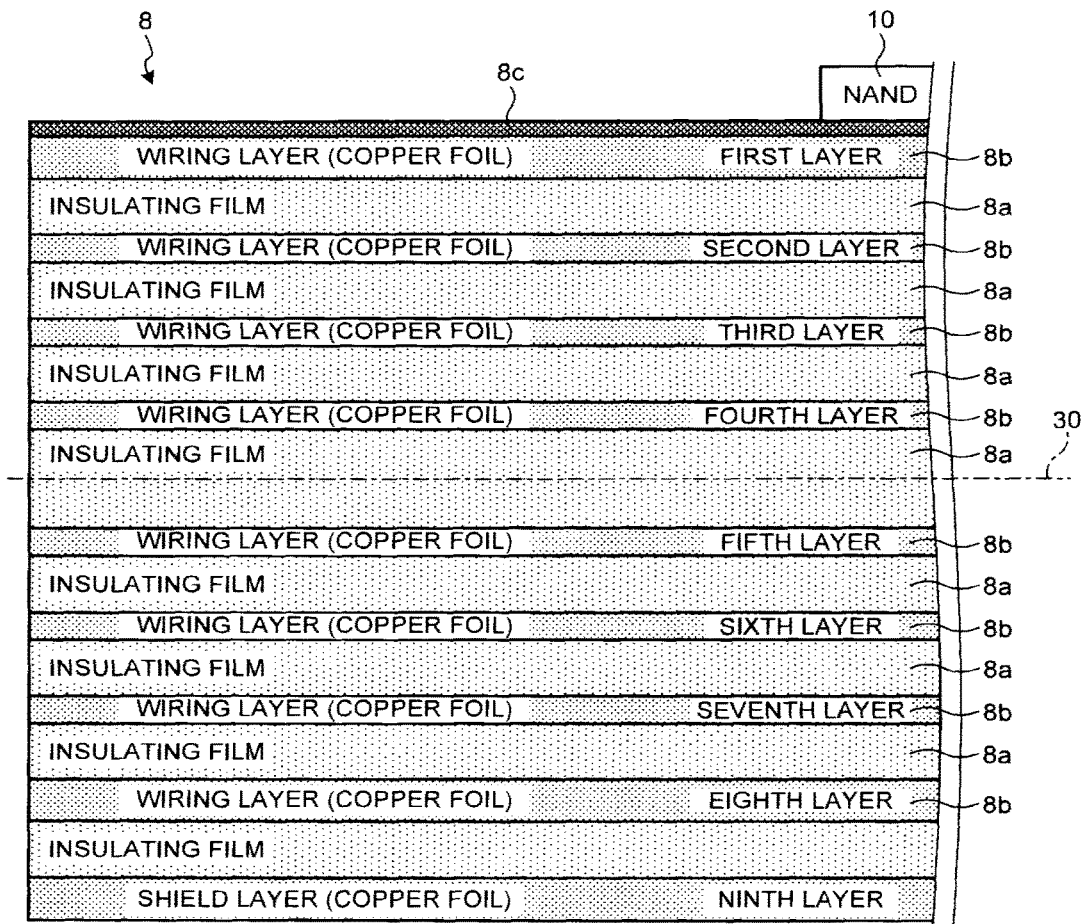 8
10
8c
NAND
WIRING LAYER (COPPER FOIL) FIRST LAYER 8b
INSULATING FILM 8a
WIRING LAYER (COPPER FOIL) SECOND LAYER 8b
INSULATING FILM 8a
WIRING LAYER (COPPER FOIL) THIRD LAYER 8b
INSULATING FILM 8a
WIRING LAYER (COPPER FOIL) FOURTH LAYER 8b
INSULATING FILM 8a
30
WIRING LAYER (COPPER FOIL) FIFTH LAYER 8b
INSULATING FILM 8a
WIRING LAYER (COPPER FOIL) SIXTH LAYER 8b
INSULATING FILM 8a
WIRING LAYER (COPPER FOIL) SEVENTH LAYER 8b
INSULATING FILM 8a
WIRING LAYER (COPPER FOIL) EIGHTH LAYER 8b
INSULATING FILM
SHIELD LAYER (COPPER FOIL) NINTH LAYER